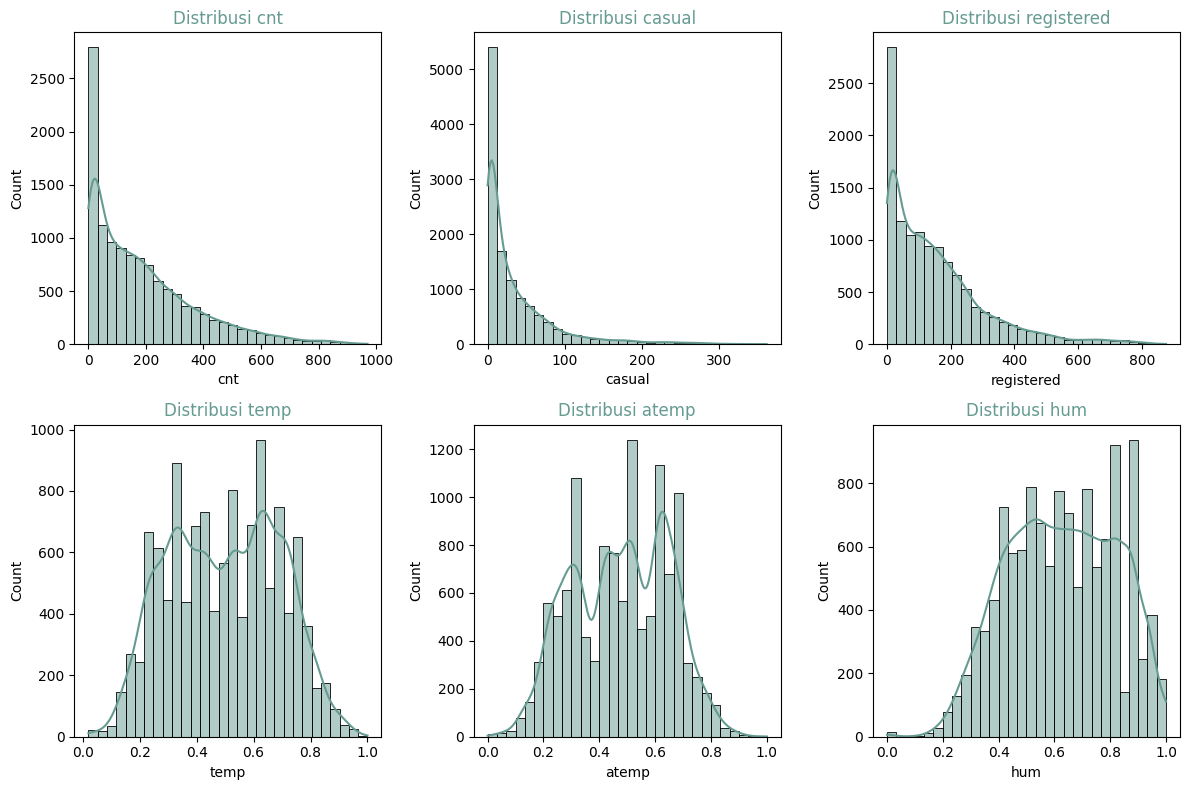 Distribusi cnt
2500
2000
1500
1000
500
0
Count
0 200 400 600 800 1000
cnt
Distribusi casual
5000
4000
3000
2000
1000
0
Count
0 100 200 300
casual
Distribusi registered
2500
2000
1500
1000
500
0
Count
0 200 400 600 800
registered
Distribusi temp
1000
800
600
400
200
0
Count
0.0 0.2 0.4 0.6 0.8 1.0
temp
Distribusi atemp
1200
1000
800
600
400
200
0
Count
0.0 0.2 0.4 0.6 0.8 1.0
atemp
Distribusi hum
800
600
400
200
0
Count
0.0 0.2 0.4 0.6 0.8 1.0
hum